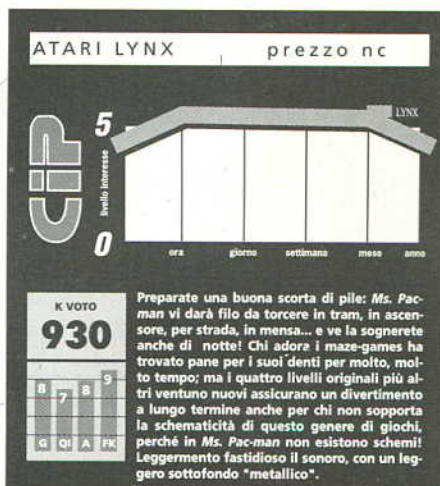 ATARI LYNX prezzo nc
CIP
livello interesse
5
LYNX
0
ora giorno settimana mese anno
K VOTO
930
8 7 8 9
G QI A FK
Preparate una buona scorta di pile: Ms. Pac-
man vi darà filo da torcere in tram, in ascen-
sore, per strada, in mensa... e ve la sognerete
anche di notte! Chi adora i maze-games ha
trovato pane per i suoi denti per molto, mol-
to tempo; ma i quattro livelli originali più al-
tri ventuno nuovi assicurano un divertimento
a lungo termine anche per chi non sopporta
la schematicità di questo genere di giochi,
perché in Ms. Pac-man non esistono schemi!
Leggermento fastidioso il sonoro, con un leg-
gero sottofondo "metallico".